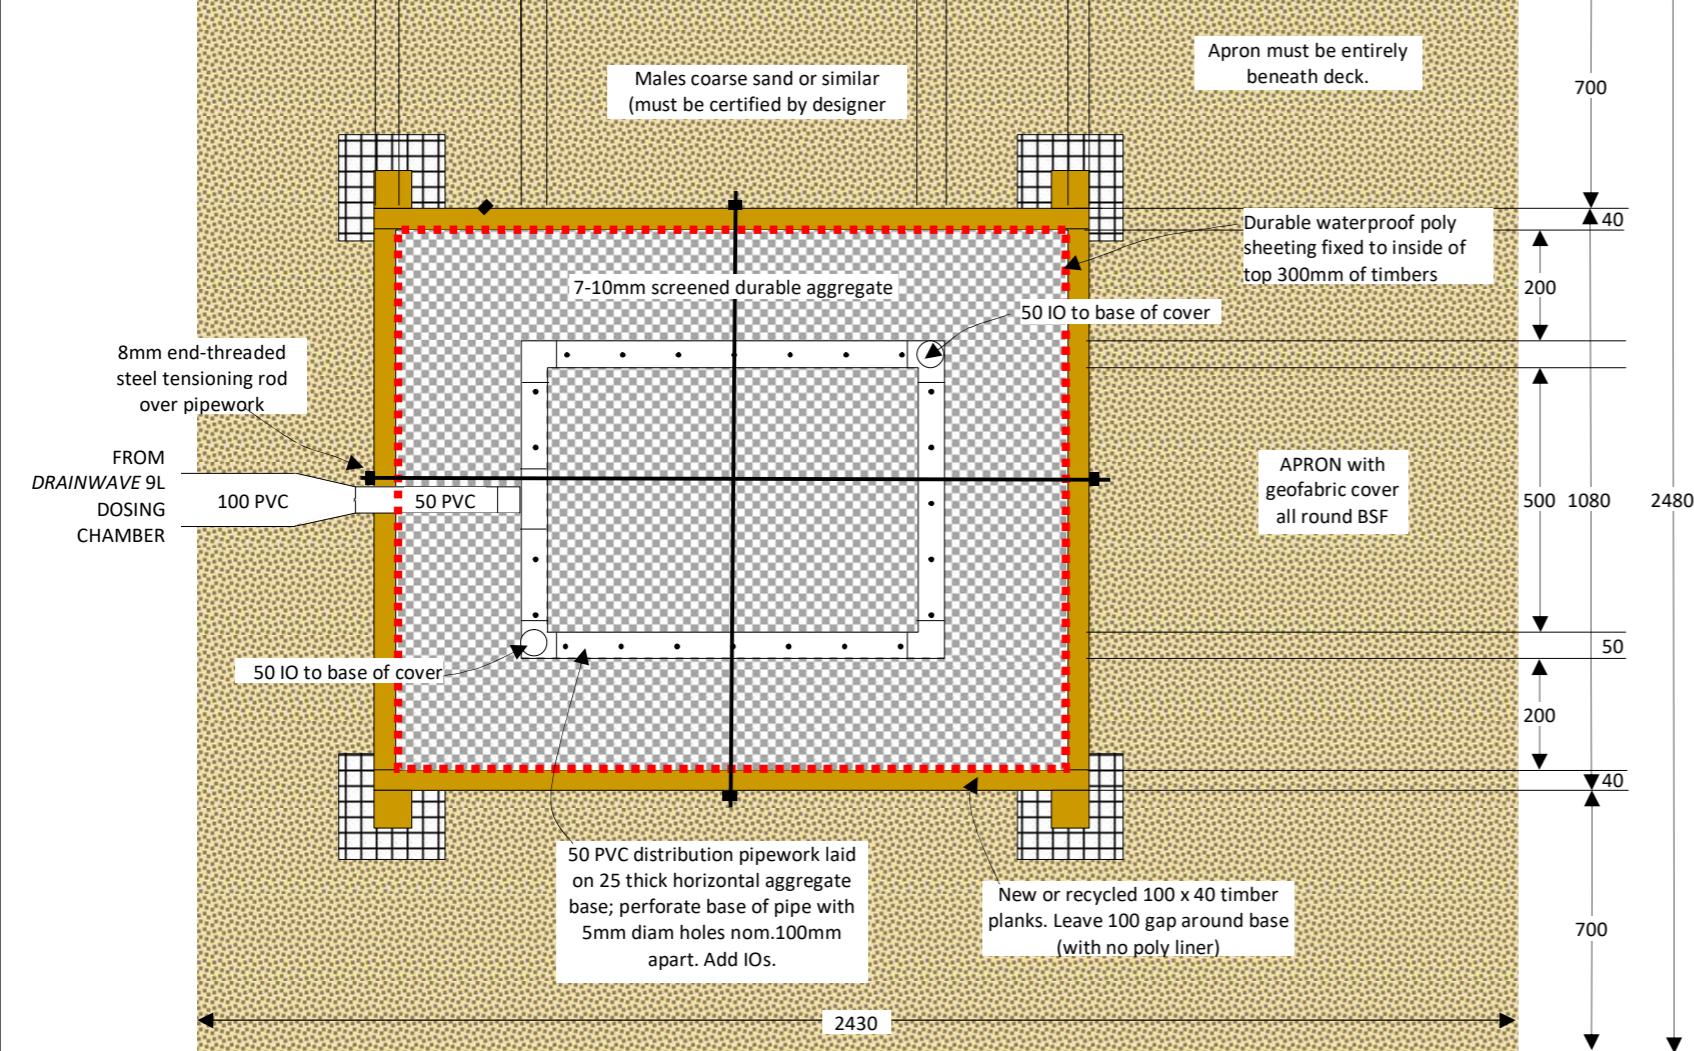 Apron must be entirely
beneath deck.
Males coarse sand or similar
(must be certified by designer
700
40
Durable waterproof poly
sheeting fixed to inside of
top 300mm of timbers
7-10mm screened durable aggregate
200
50 IO to base of cover
8mm end-threaded
steel tensioning rod
over pipework
FROM
DRAINWAVE 9L
DOSING
CHAMBER
100 PVC
50 PVC
APRON with
geofabric cover
all round BSF
500
1080
2480
50
50 IO to base of cover
200
40
50 PVC distribution pipework laid
on 25 thick horizontal aggregate
base; perforate base of pipe with
5mm diam holes nom.100mm
apart. Add IOs.
New or recycled 100 x 40 timber
planks. Leave 100 gap around base
(with no poly liner)
700
2430